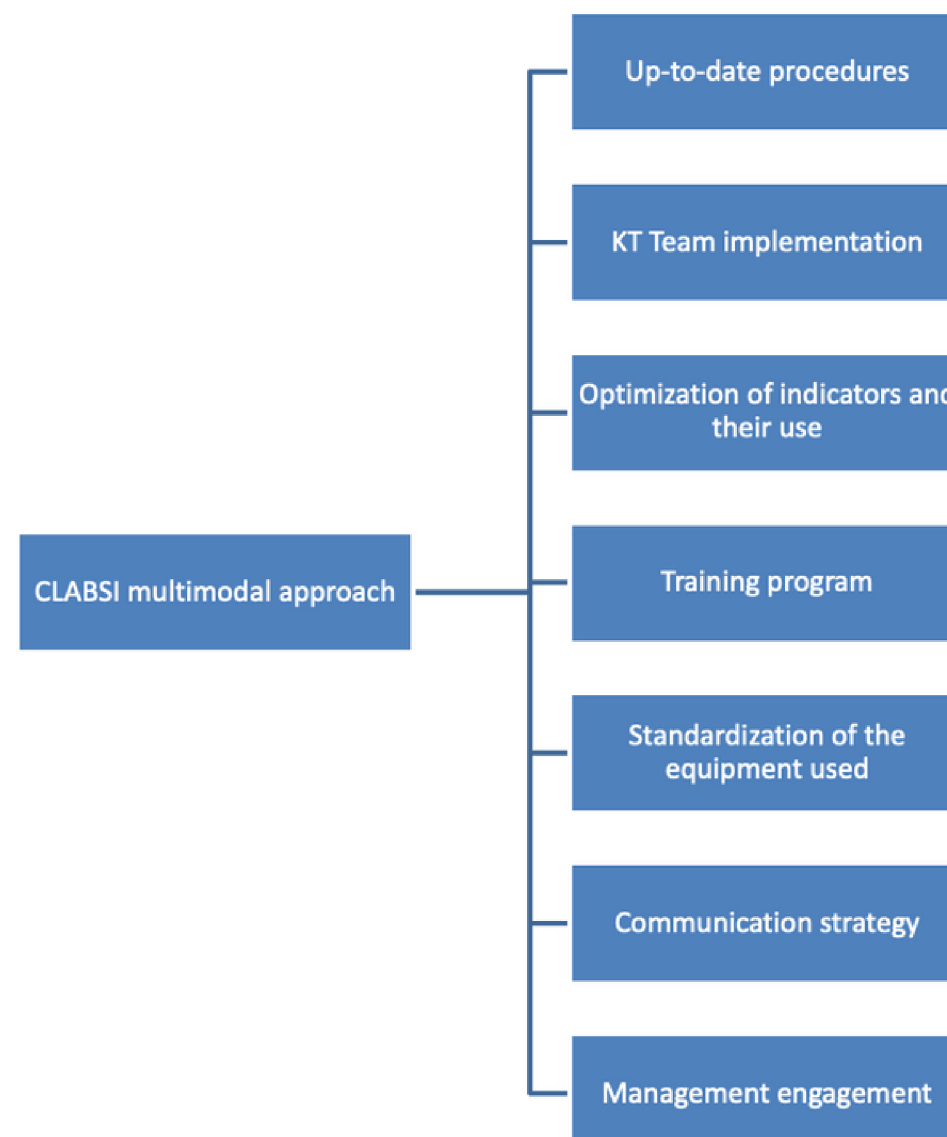 Up-to-date procedures
KT Team implementation
Optimization of indicators and
their use
CLABSI multimodal approach
Training program
Standardization of the
equipment used
Communication strategy
Management engagement